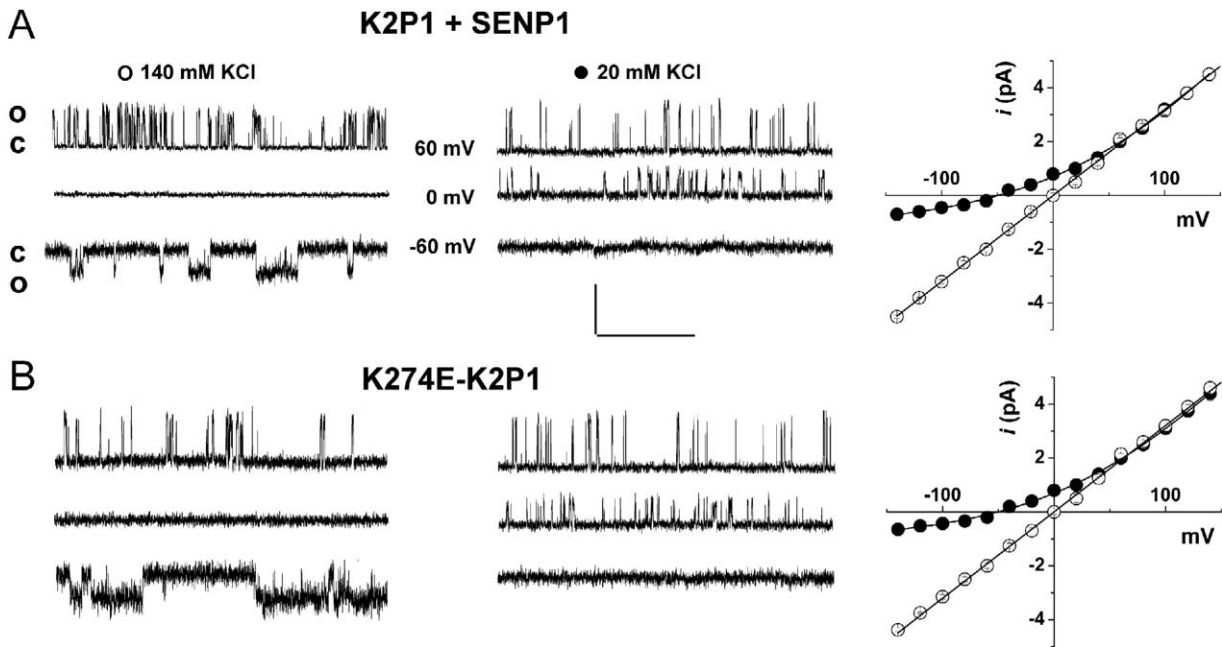 A
K2P1 + SENP1
140 mM KCl
20 mM KCl
o
c
60 mV
0 mV
-60 mV
c
o
i (pA)
4
2
-100
100
mV
-2
-4
B
K274E-K2P1
i (pA)
4
2
-100
100
mV
-2
-4